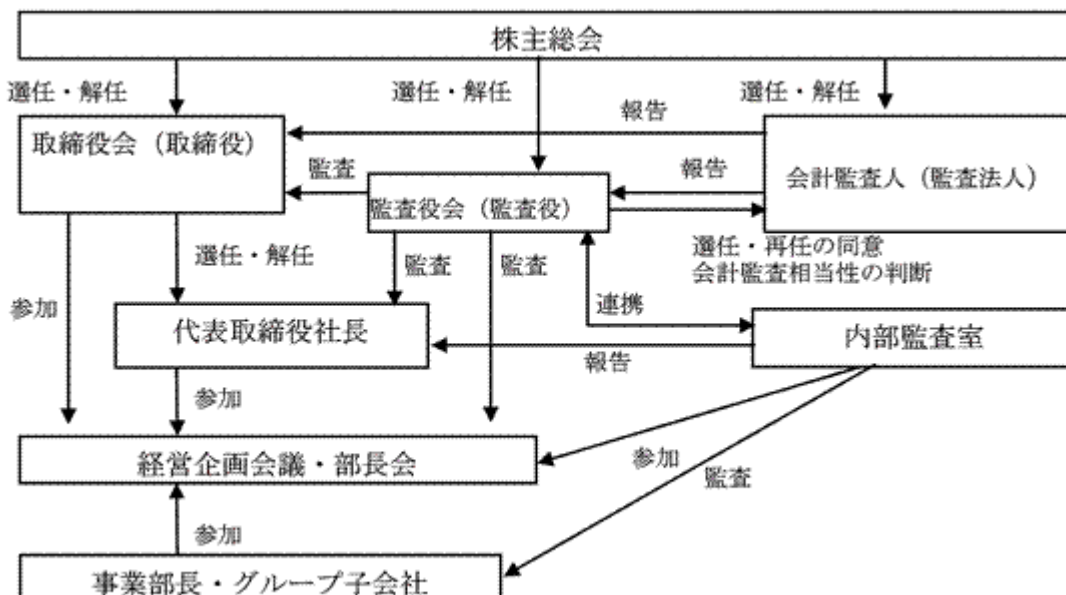 株主総会
選任・解任
選任・解任
選任・解任
報告
取締役会（取締役）
監査
報告
会計監査人（監査法人）
監査役会（監査役）
選任・再任の同意
会計監査相当性の判断
選任・解任
監査
監査
参加
連携
代表取締役社長
内部監査室
報告
参加
経営企画会議・部長会
参加
監査
参加
事業部長・グループ子会社